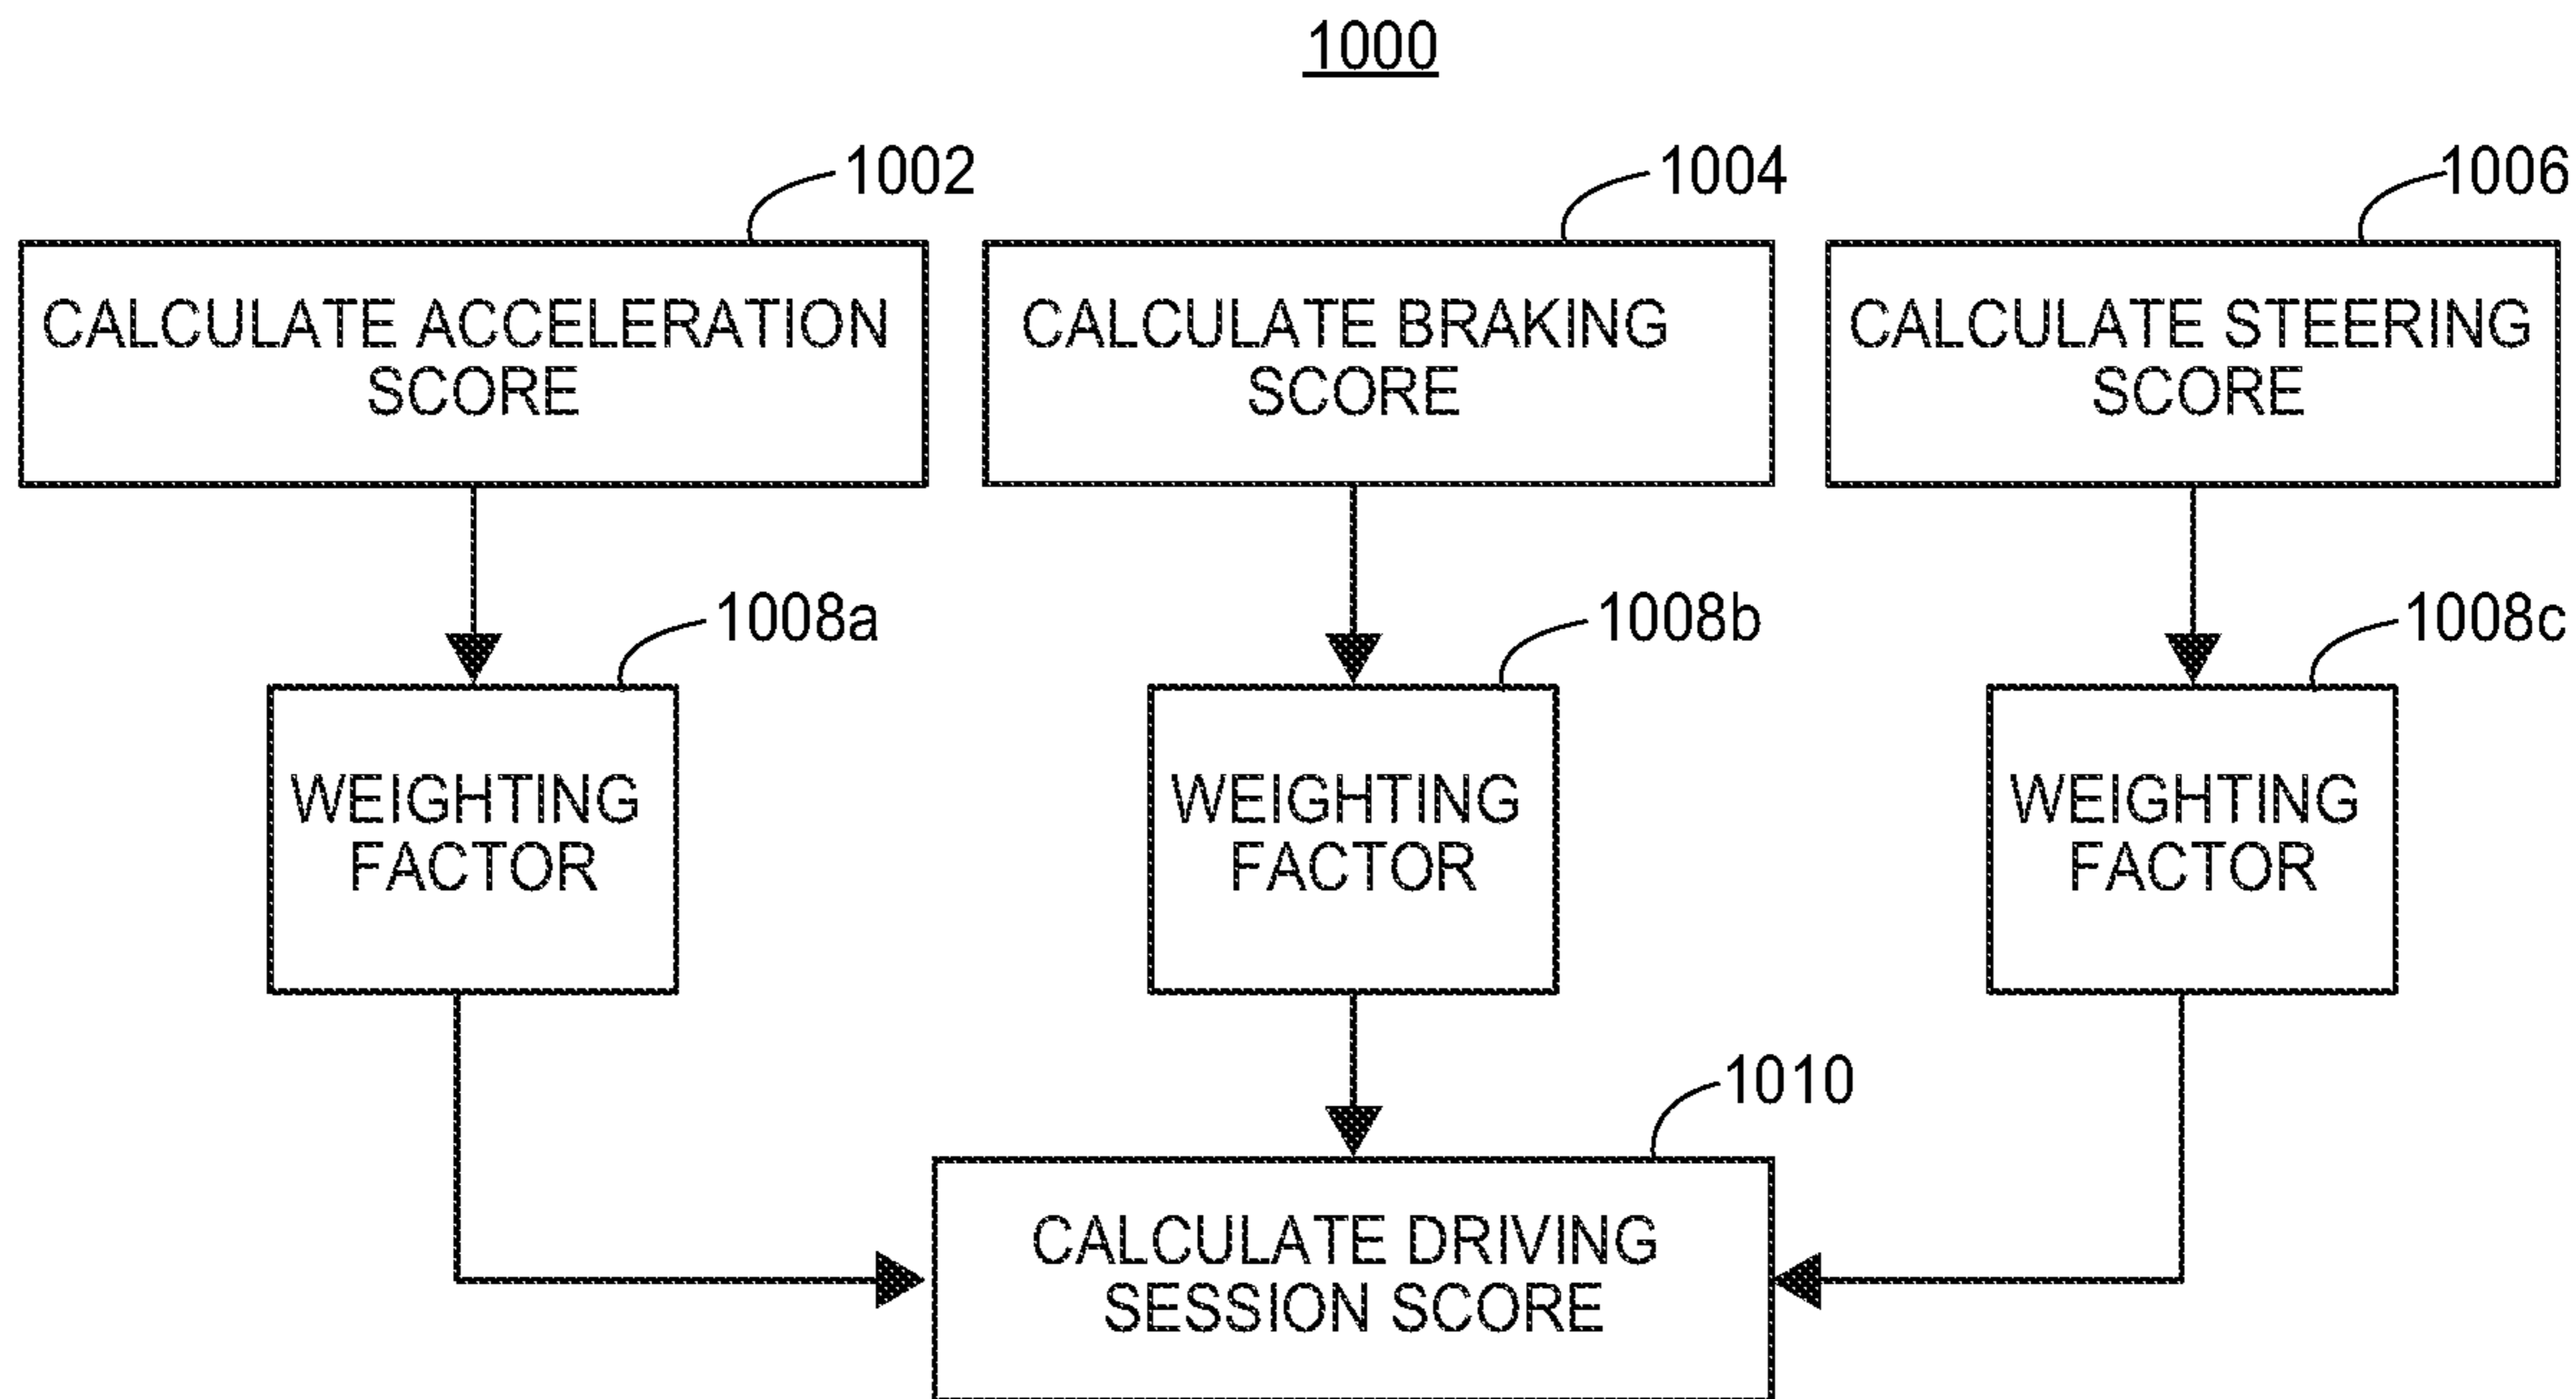 1000
1002
1004
1006
CALCULATE ACCELERATION
SCORE
CALCULATE BRAKING
SCORE
CALCULATE STEERING
SCORE
1008a
1008b
1008c
WEIGHTING
FACTOR
WEIGHTING
FACTOR
WEIGHTING
FACTOR
1010
CALCULATE DRIVING
SESSION SCORE